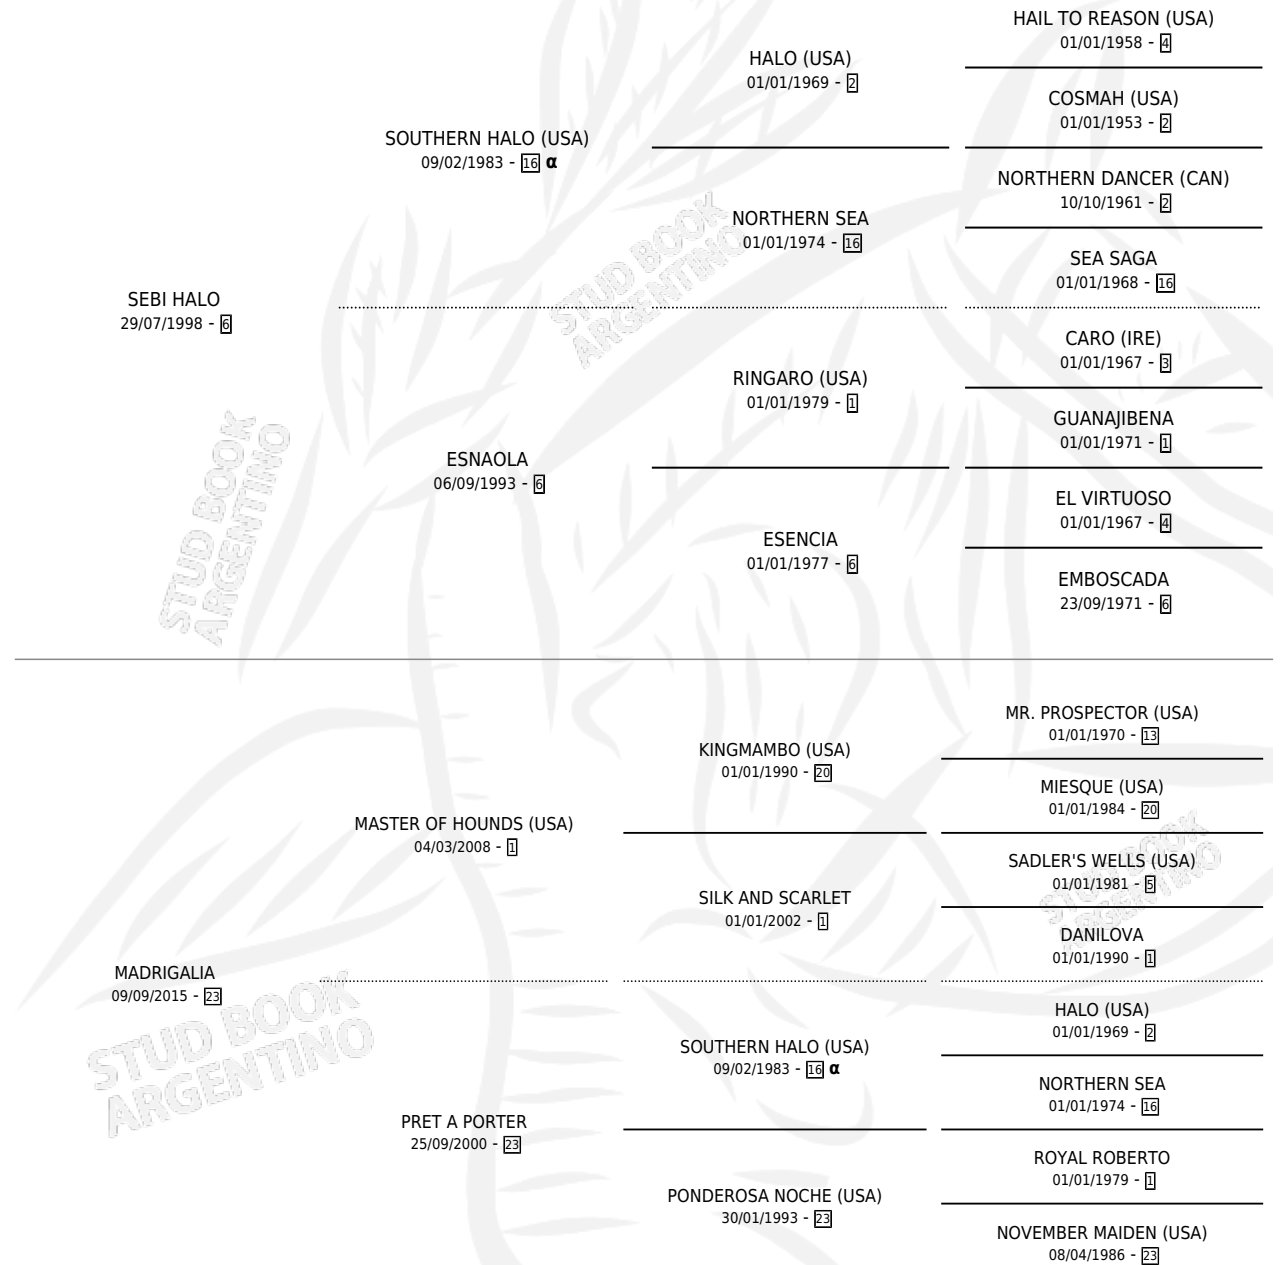 HAIL TO REASON (USA)
01/01/1958 - 4
HALO (USA)
01/01/1969 - 2
COSMAH (USA)
01/01/1953 - 2
SOUTHERN HALO (USA)
09/02/1983 - 16 α
NORTHERN DANCER (CAN)
10/10/1961 - 2
NORTHERN SEA
01/01/1974 - 16
SEA SAGA
01/01/1968 - 16
STUD BOOK
ARGENTINO
SEBI HALO
29/07/1998 - 6
CARO (IRE)
01/01/1967 - 3
RINGARO (USA)
01/01/1979 - 1
GUANAJIBENA
01/01/1971 - 1
ESNAOLA
06/09/1993 - 6
EL VIRTUOSO
01/01/1967 - 4
ESENCIA
01/01/1977 - 6
EMBOSCADA
23/09/1971 - 6
STUD BOOK
ARGENTINO
MR. PROSPECTOR (USA)
01/01/1970 - 13
KINGMAMBO (USA)
01/01/1990 - 20
MIESQUE (USA)
01/01/1984 - 20
MASTER OF HOUNDS (USA)
04/03/2008 - 1
SADLER'S WELLS (USA)
01/01/1981 - 5
SILK AND SCARLET
01/01/2002 - 1
DANILOVA
01/01/1990 - 1
STUD BOOK
ARGENTINO
MADRIGALIA
09/09/2015 - 23
HALO (USA)
01/01/1969 - 2
SOUTHERN HALO (USA)
09/02/1983 - 16 α
NORTHERN SEA
01/01/1974 - 16
PRET A PORTER
25/09/2000 - 23
ROYAL ROBERTO
01/01/1979 - 1
PONDEROSA NOCHE (USA)
30/01/1993 - 23
NOVEMBER MAIDEN (USA)
08/04/1986 - 23
STUD BOOK
ARGENTINO